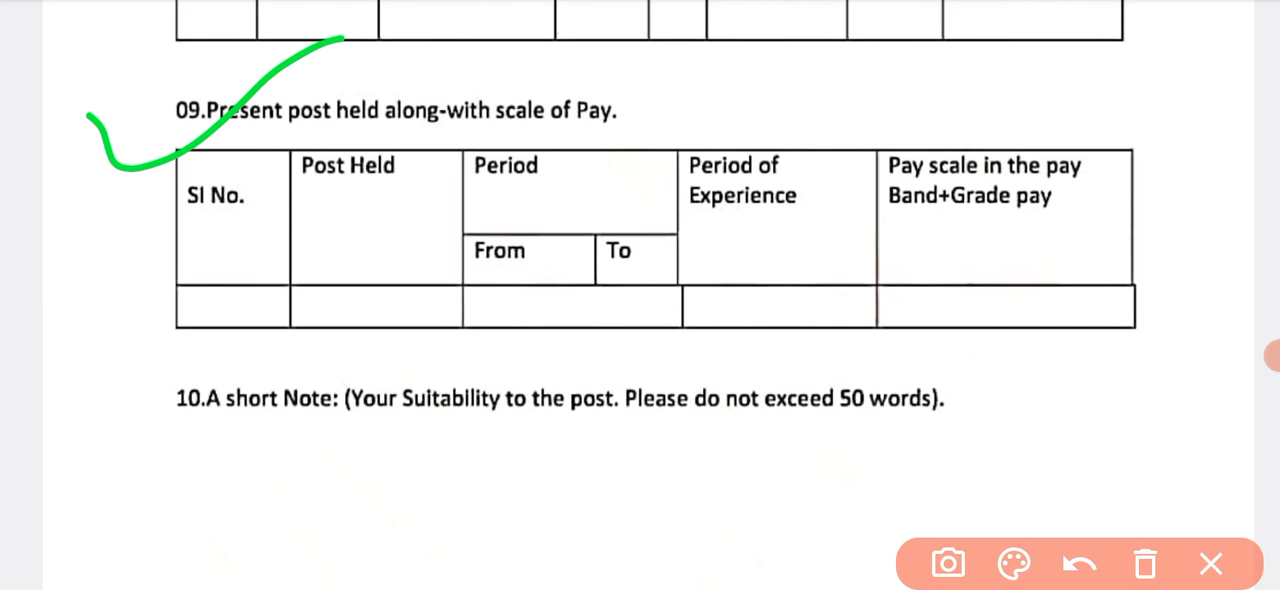 09.Present post held along-with scale of Pay.
Sl No.
Post Held
Period
From
To
Period of
Experience
Pay scale in the pay
Band+Grade pay
10.A short Note: (Your Suitability to the post. Please do not exceed 50 words).